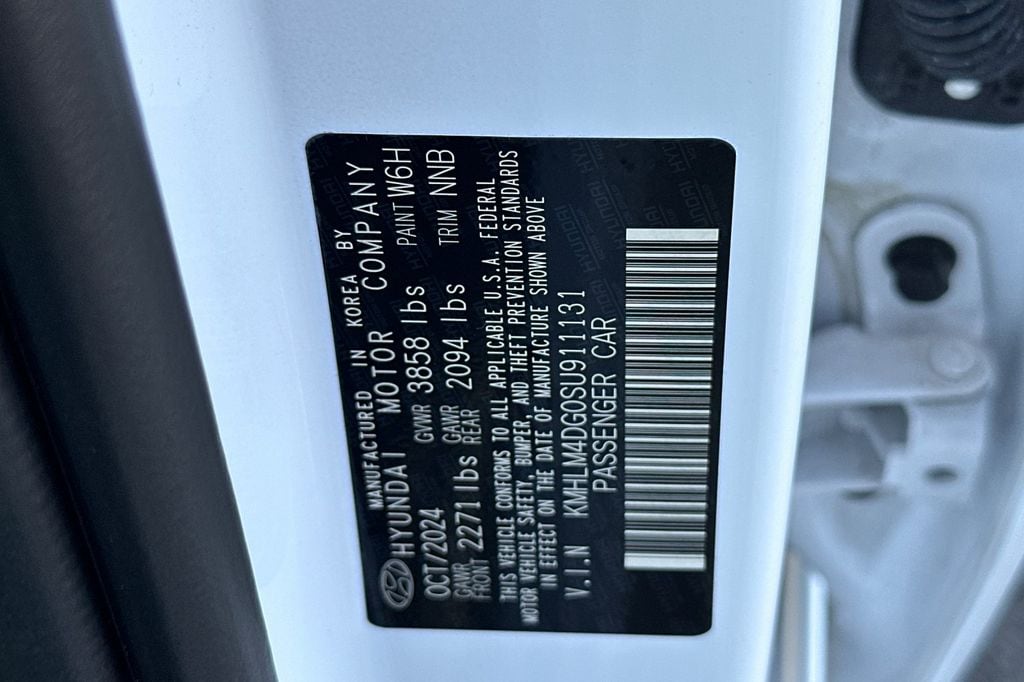 MANUFACTURED IN KOREA BY
HYUNDAI MOTOR COMPANY
OCT/2024 GVWR 3858 lbs PAINT W6H
GAWR FRONT 2271 lbs GAWR REAR 2094 lbs TRIM NNB
THIS VEHICLE CONFORMS TO ALL APPLICABLE U.S.A. FEDERAL
MOTOR VEHICLE SAFETY, BUMPER, AND THEFT PREVENTION STANDARDS
IN EFFECT ON THE DATE OF MANUFACTURE SHOWN ABOVE
V.I.N KMHLM4DG0SU911131
PASSENGER CAR